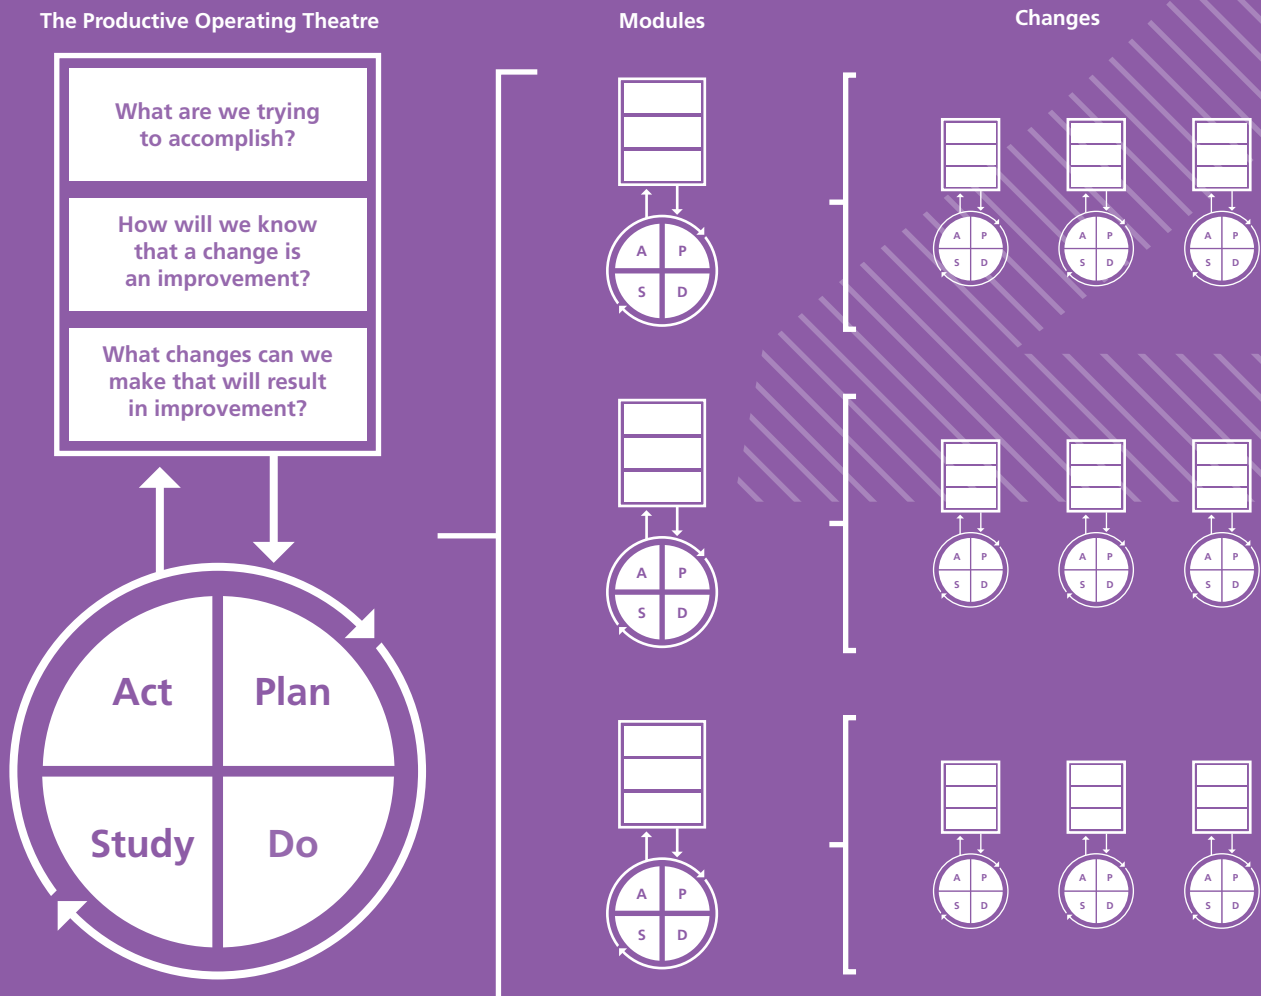 The Productive Operating Theatre
What are we trying
to accomplish?
How will we know
that a change is
an improvement?
What changes can we
make that will result
in improvement?
Act
Plan
Study
Do
Modules
A P
S D
A P
S D
A P
S D
Changes
A P
S D
A P
S D
A P
S D
A P
S D
A P
S D
A P
S D
A P
S D
A P
S D
A P
S D